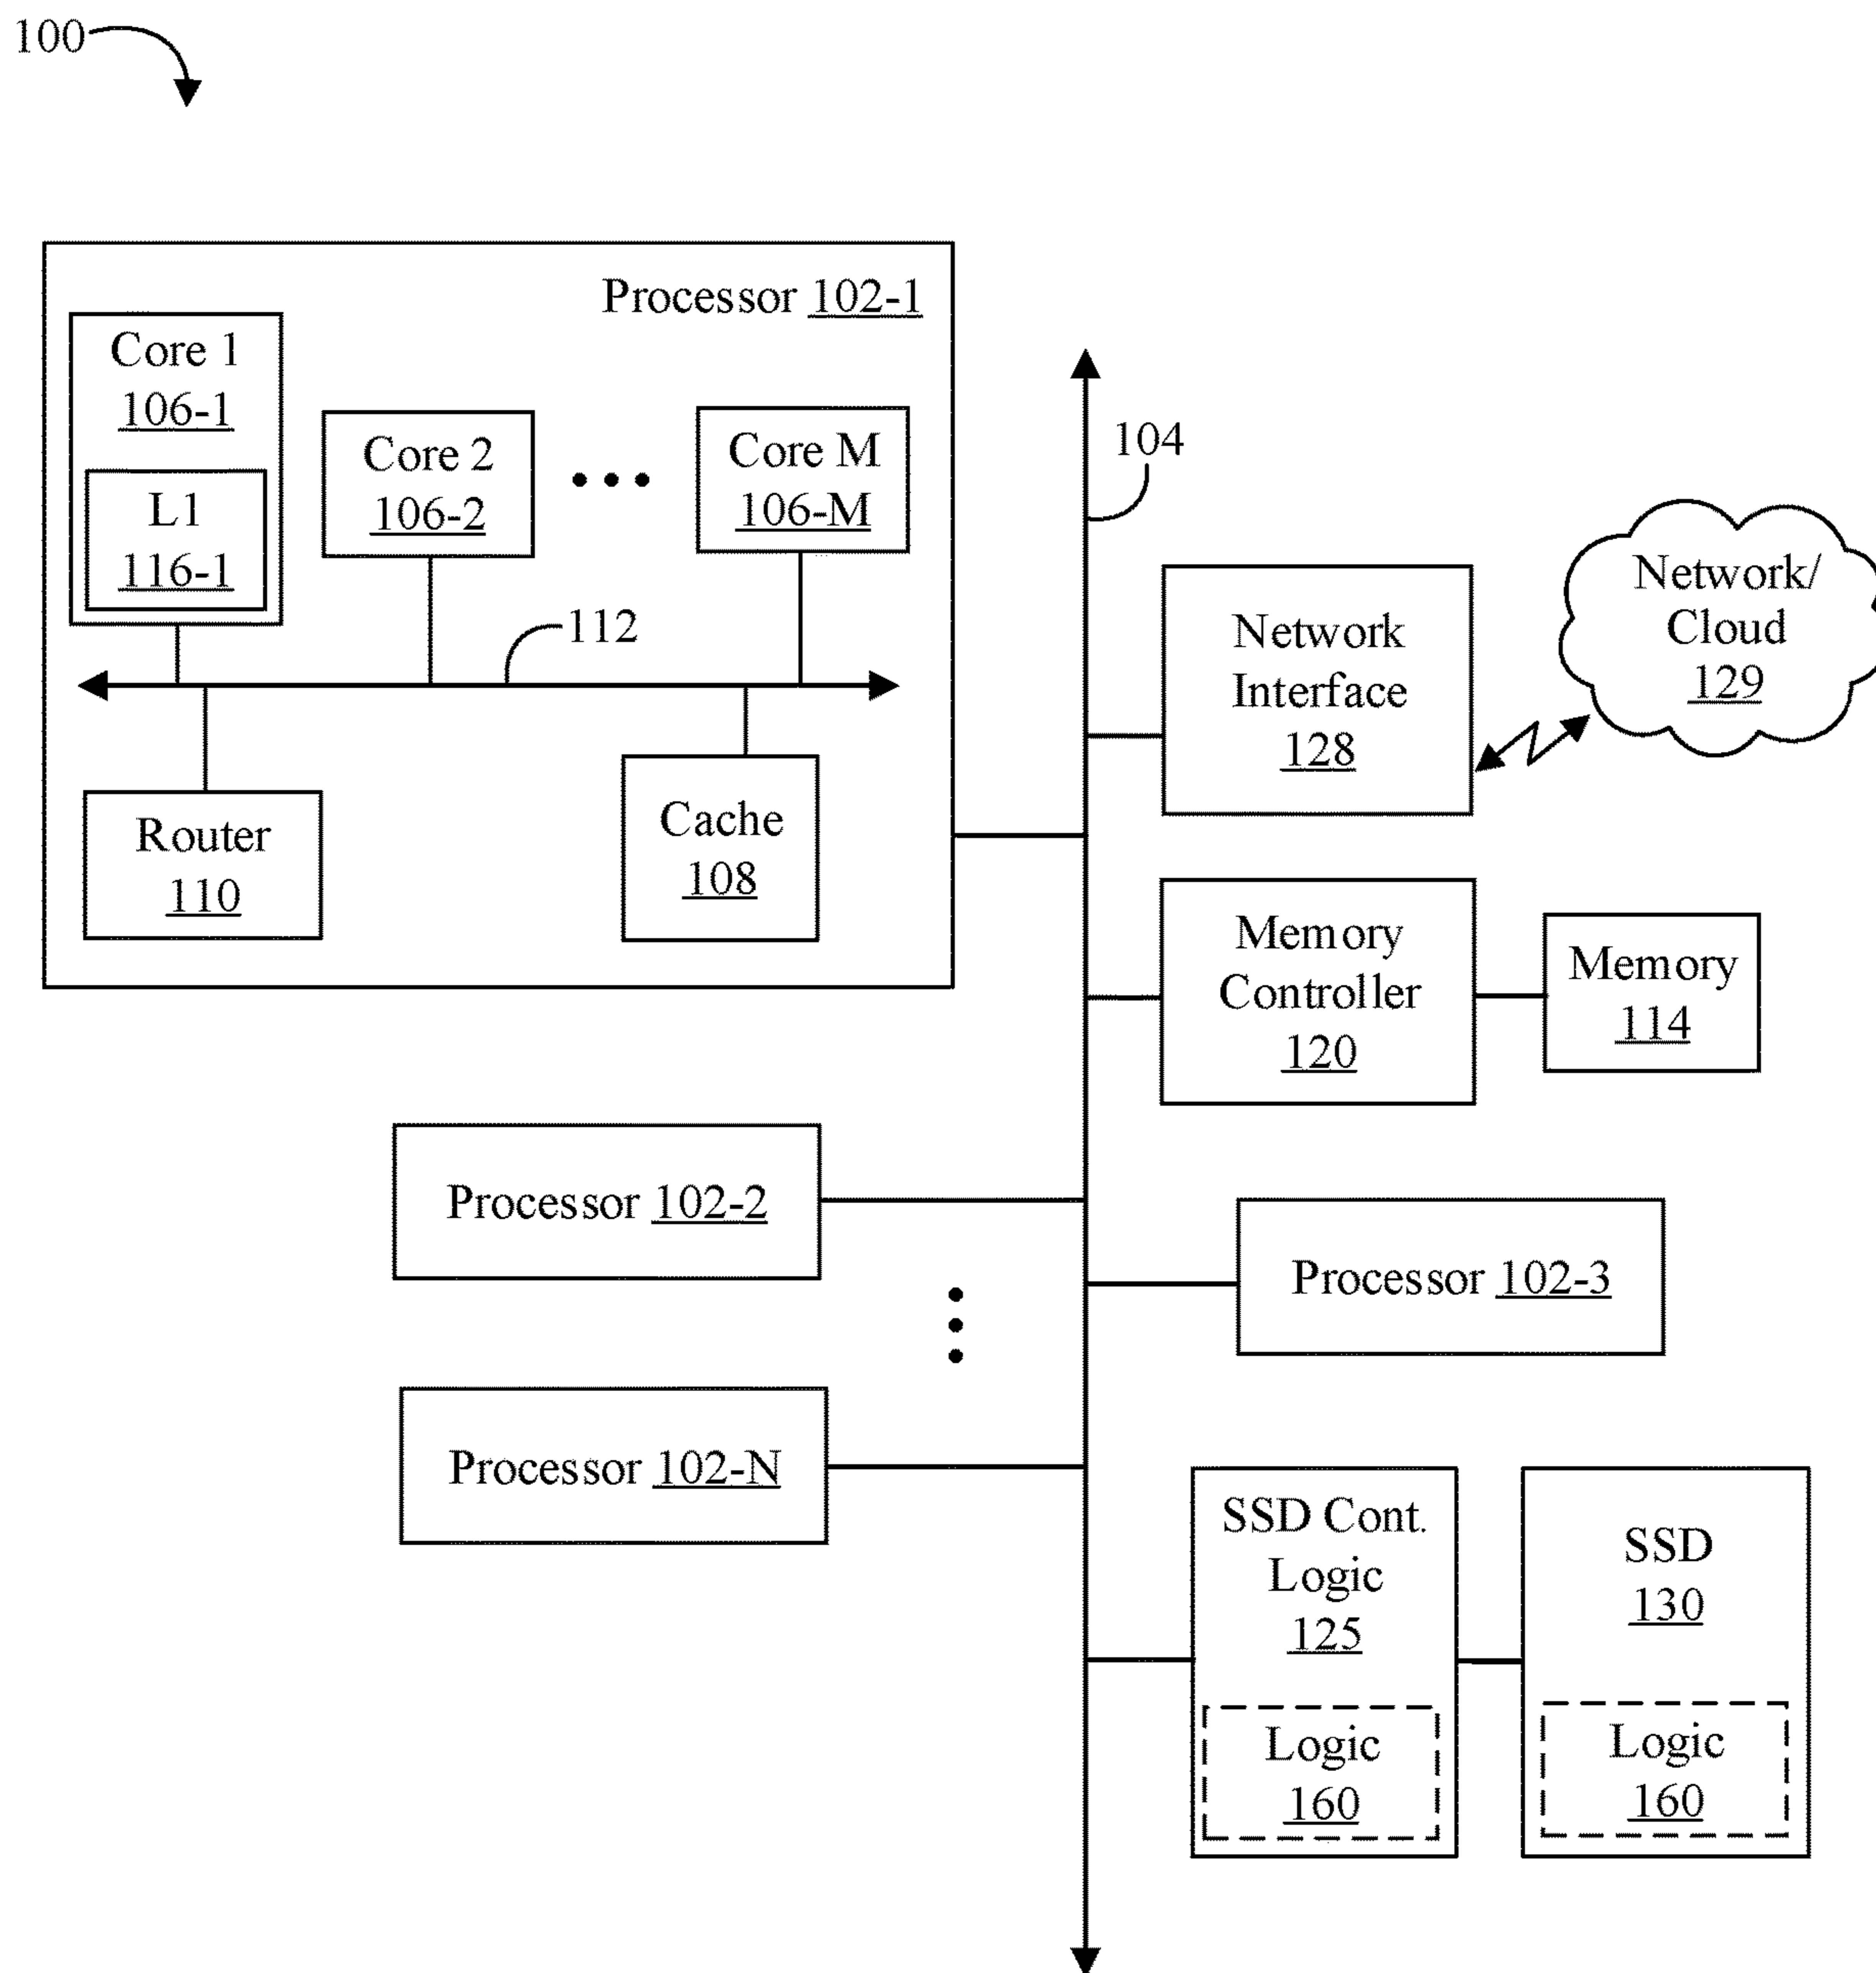 100
Processor 102-1
Core 1
106-1
L1
116-1
Core 2
106-2
Core M
106-M
112
Router
110
Cache
108
104
Network
Interface
128
Network/
Cloud
129
Memory
Controller
120
Memory
114
Processor 102-2
Processor 102-3
Processor 102-N
SSD Cont.
Logic
125
Logic
160
SSD
130
Logic
160